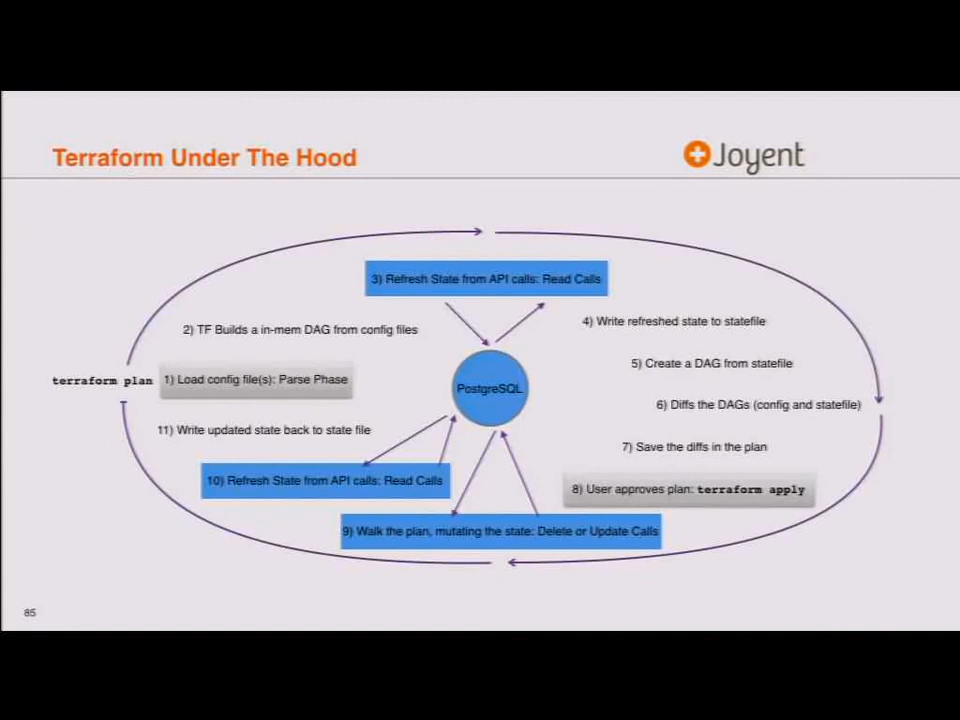 Terraform Under The Hood
Joyent
3) Refresh State from API calls: Read Calls
2) TF Builds a in-mem DAG from config files
4) Write refreshed state to statefile
5) Create a DAG from statefile
terraform plan
1) Load config file(s): Parse Phase
PostgreSQL
6) Diffs the DAGs (config and statefile)
11) Write updated state back to state file
7) Save the diffs in the plan
10) Refresh State from API calls: Read Calls
8) User approves plan: terraform apply
9) Walk the plan, mutating the state: Delete or Update Calls
85